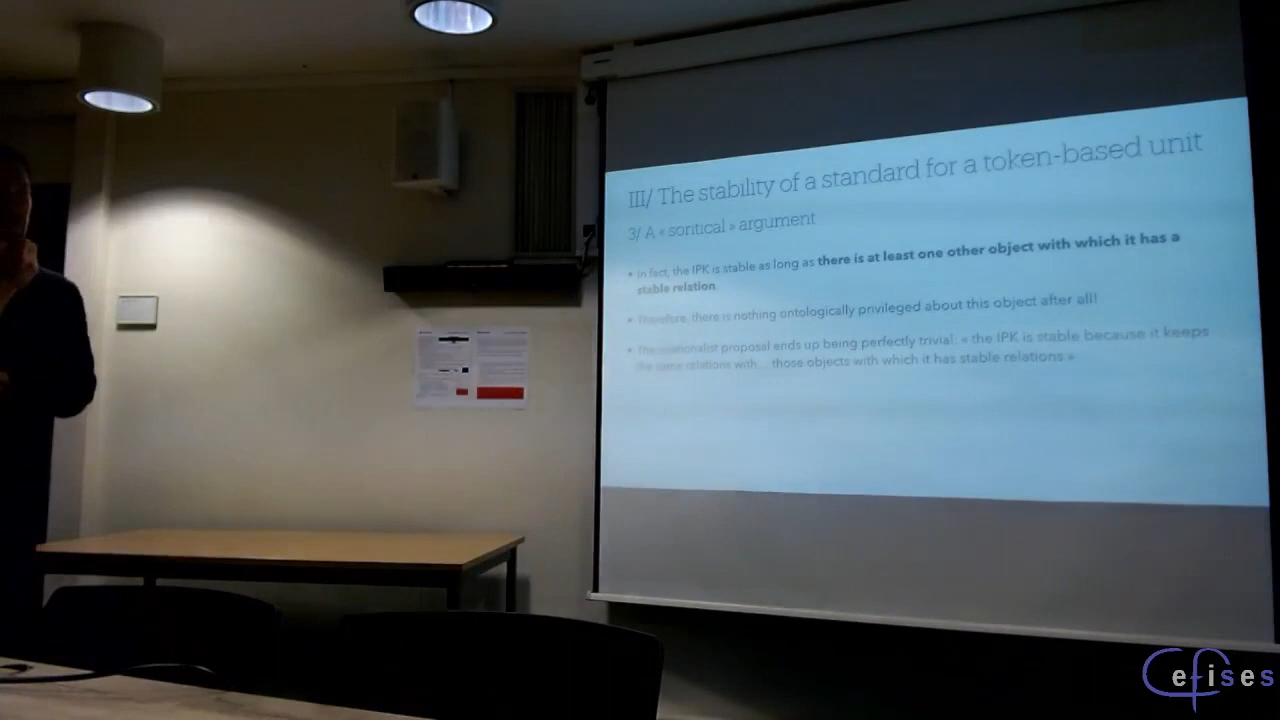 III/ The stability of a standard for a token-based unit
3/ A « soritical » argument
• In fact, the IPK is stable as long as there is at least one other object with which it has a
stable relation.
• Therefore, there is nothing ontologically privileged about this object after all!
• The relationalist proposal ends up being perfectly trivial: « the IPK is stable because it keeps
the same relations with… those objects with which it has stable relations »
Cefises